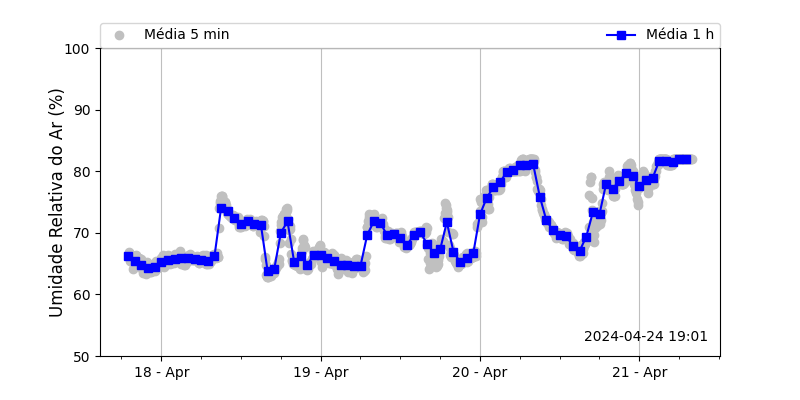 Média 5 min
Média 1 h
Umidade Relativa do Ar (%)
100
90
80
70
60
50
2024-04-24 19:01
18 - Apr
19 - Apr
20 - Apr
21 - Apr